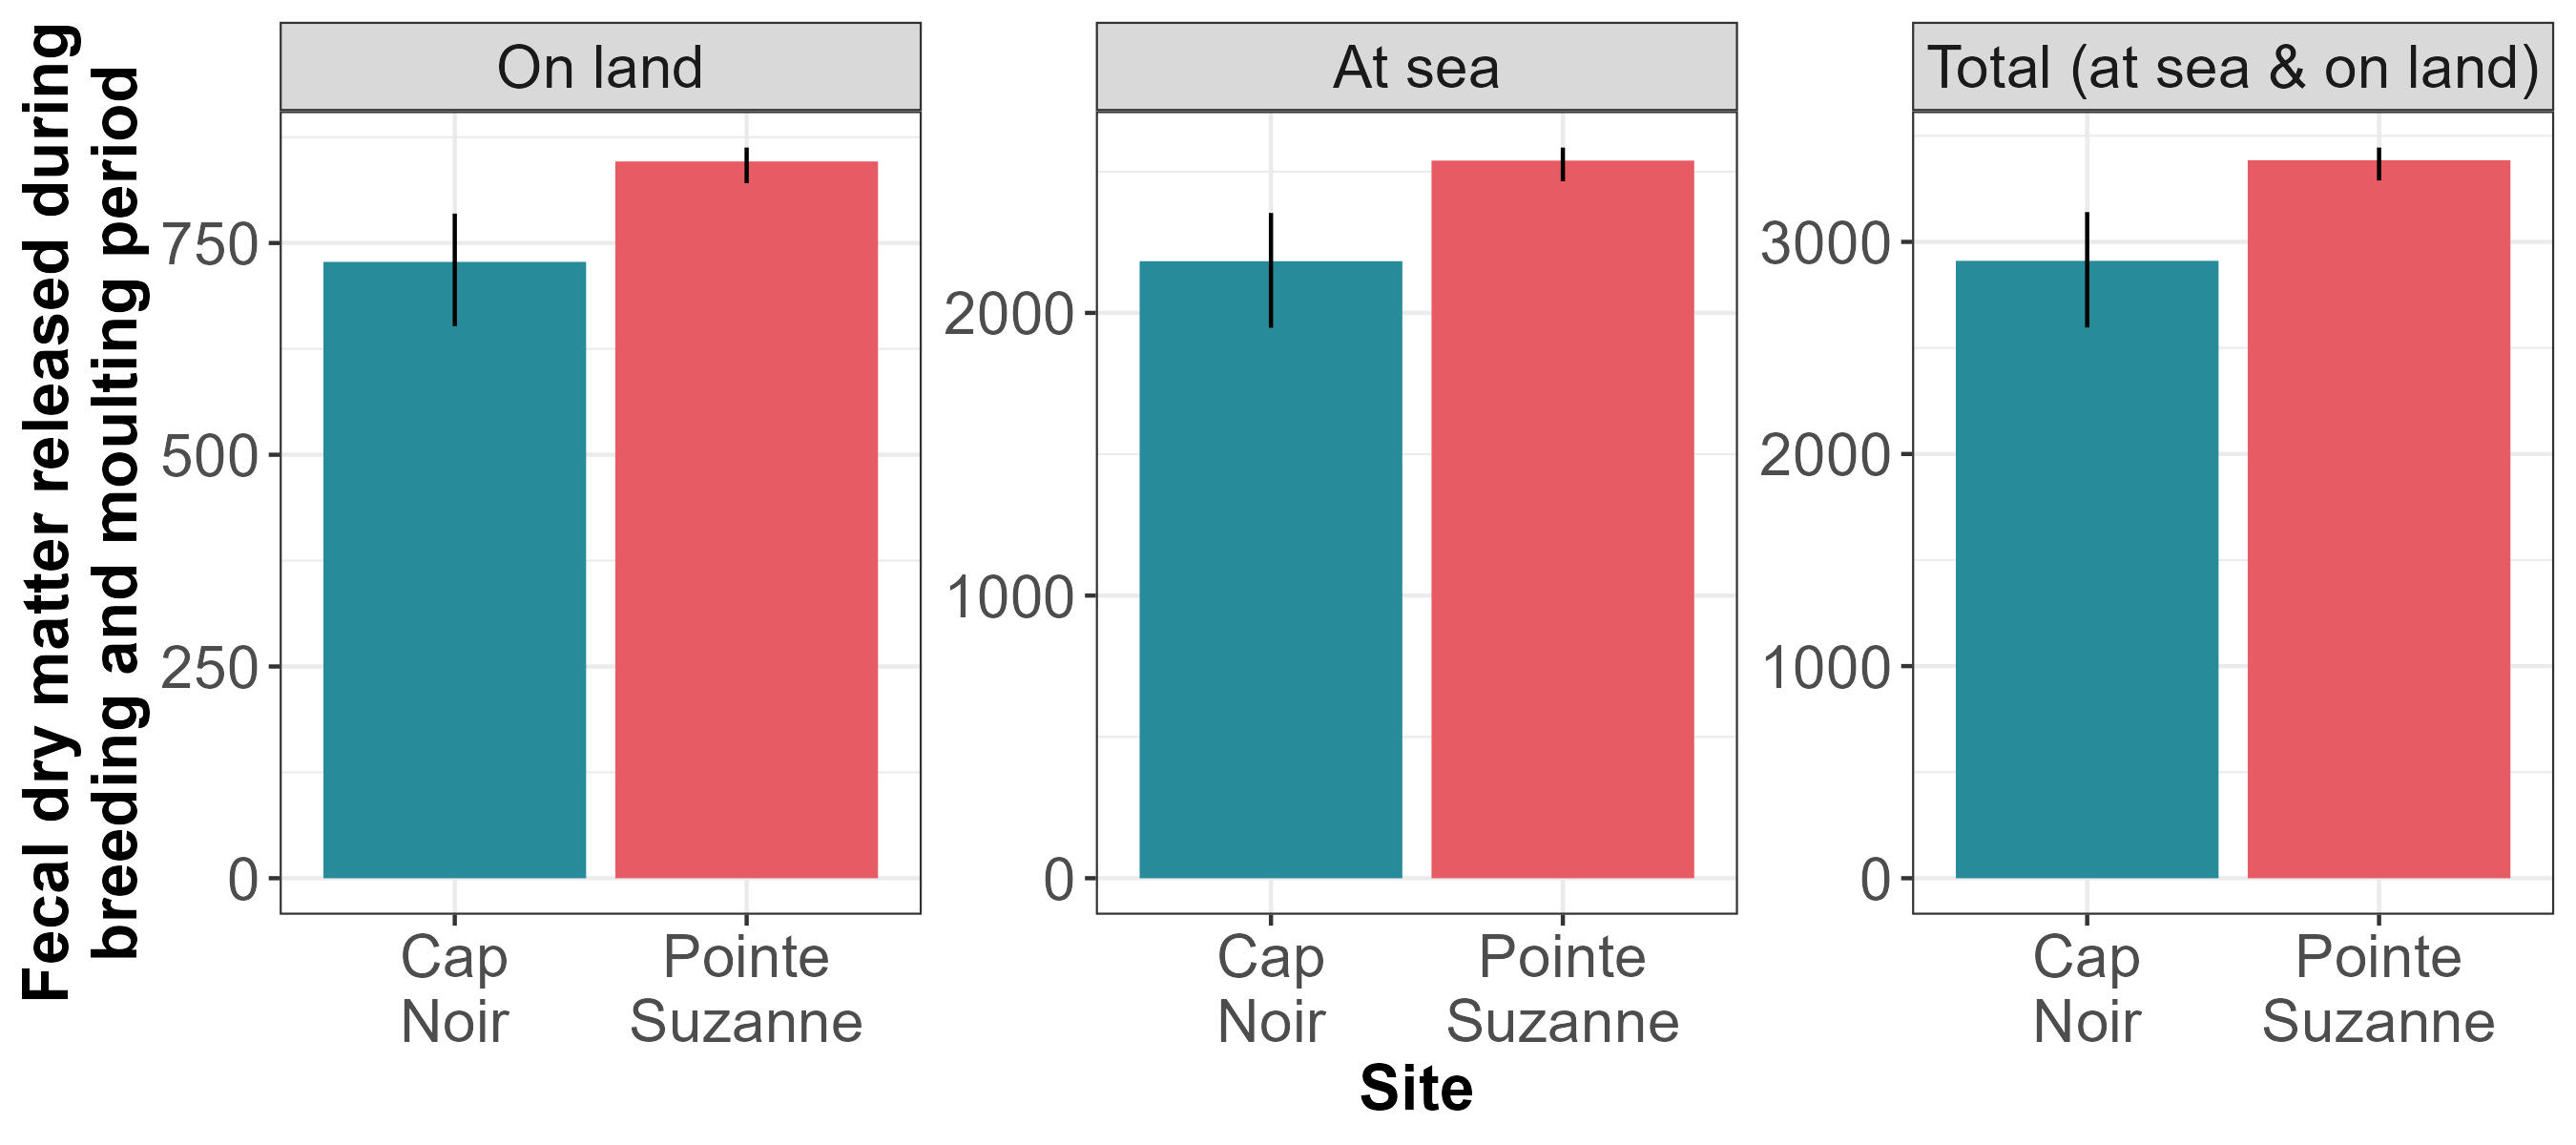 Fecal dry matter released during
breeding and moulting period
On land
At sea
Total (at sea & on land)
750
500
250
0
2000
1000
0
3000
2000
1000
0
Cap
Noir
Pointe
Suzanne
Cap
Noir
Pointe
Suzanne
Cap
Noir
Pointe
Suzanne
Site